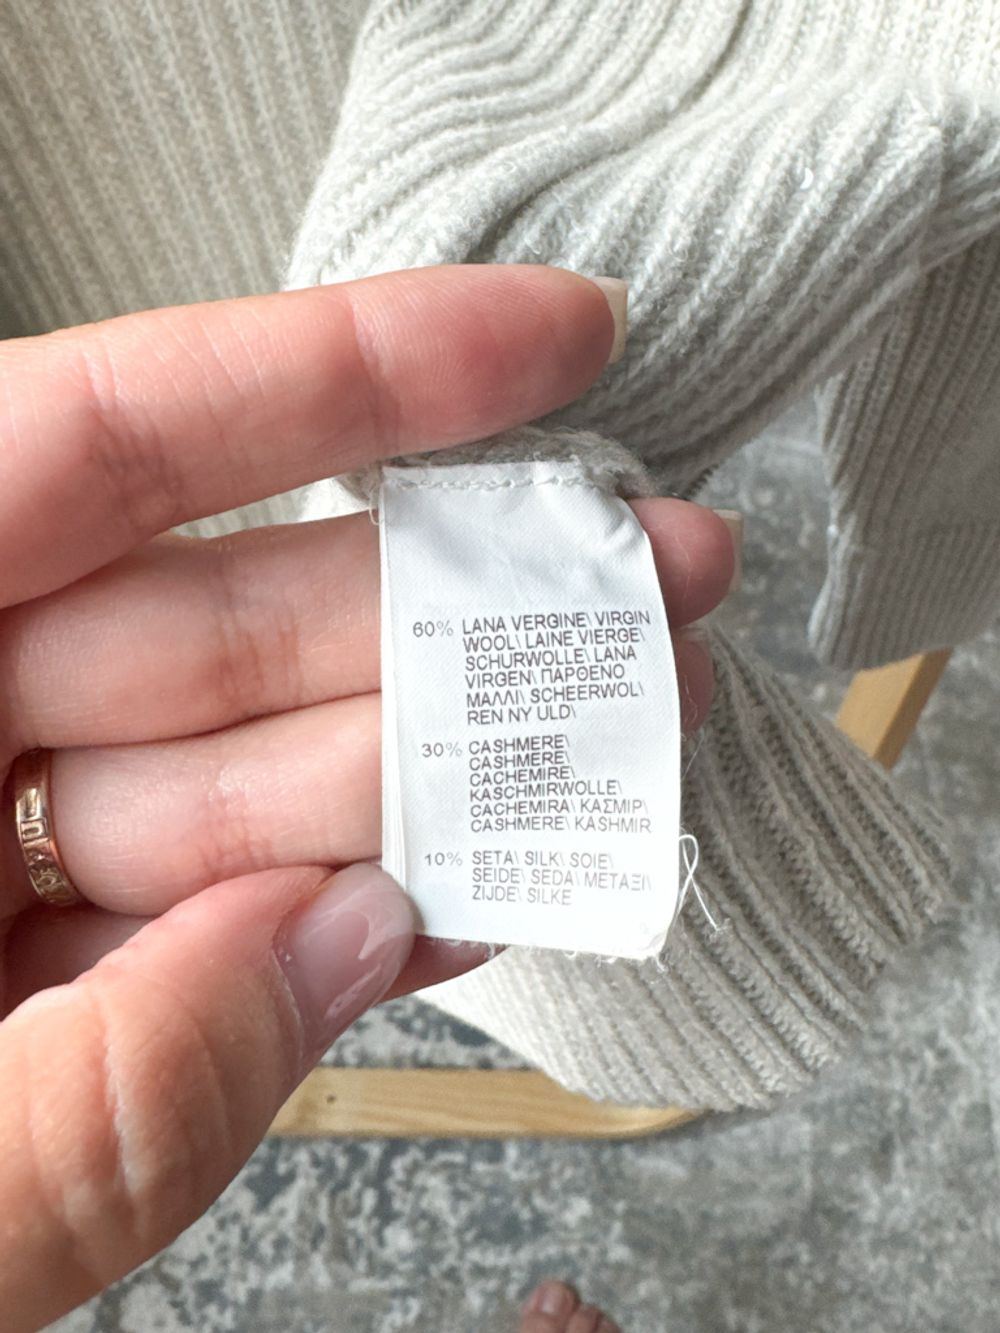 60% LANA VERGINE\ VIRGIN
WOOL\ LAINE VIERGE\
SCHURWOLLE\ LANA
VIRGEN\ ΠΑΡΘΕΝΟ
ΜΑΛΛΙ\ SCHEERWOL\
REN NY ULD\
30% CASHMERE\
CASHMERE\
CACHEMIRE\
KASCHMIRWOLLE\
CACHEMIRA\ ΚΑΣΜΙΡ\
CASHMERE\ KASHMIR
10% SETA\ SILK\ SOIE\
SEIDE\ SEDA\ ΜΕΤΑΞΙ\
ZIJDE\ SILKE